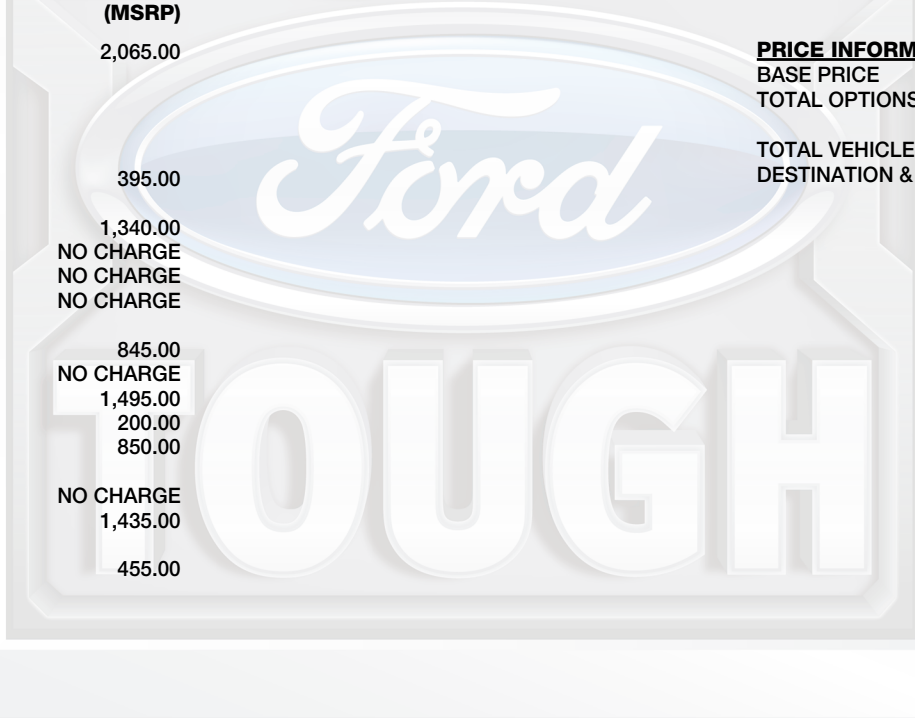 (MSRP)
2,065.00
395.00
1,340.00
NO CHARGE
NO CHARGE
NO CHARGE
845.00
NO CHARGE
1,495.00
200.00
850.00
NO CHARGE
1,435.00
455.00
PRICE INFORM
BASE PRICE
TOTAL OPTIONS
TOTAL VEHICLE
DESTINATION &
Ford
TOUGH